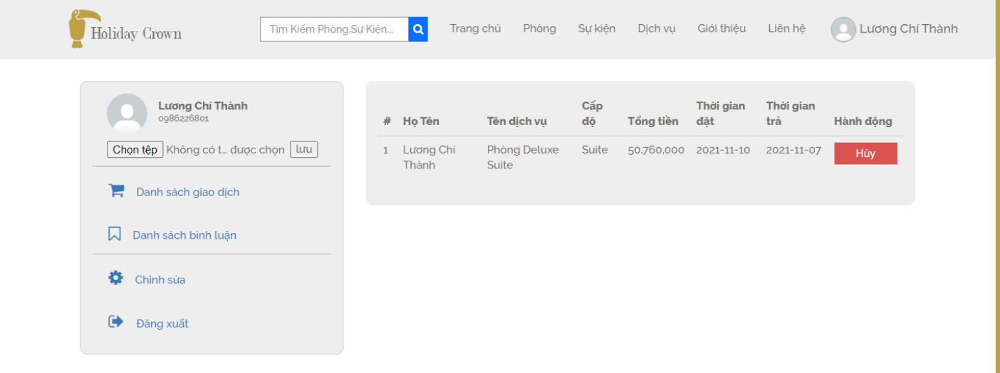 Holiday Crown
Tìm Kiếm Phòng,Sự Kiện...
Trang chủ Phòng Sự kiện Dịch vụ Giới thiệu Liên hệ Lương Chí Thành
Lương Chí Thành
0986226801
Chọn tệp Không có t... được chọn lưu
Danh sách giao dịch
Danh sách bình luận
Chỉnh sửa
Đăng xuất
# Họ Tên Tên dịch vụ Cấp độ Tổng tiền Thời gian đặt Thời gian trả Hành động
1 Lương Chí Thành Phòng Deluxe Suite Suite 50,760,000 2021-11-10 2021-11-07 Hủy